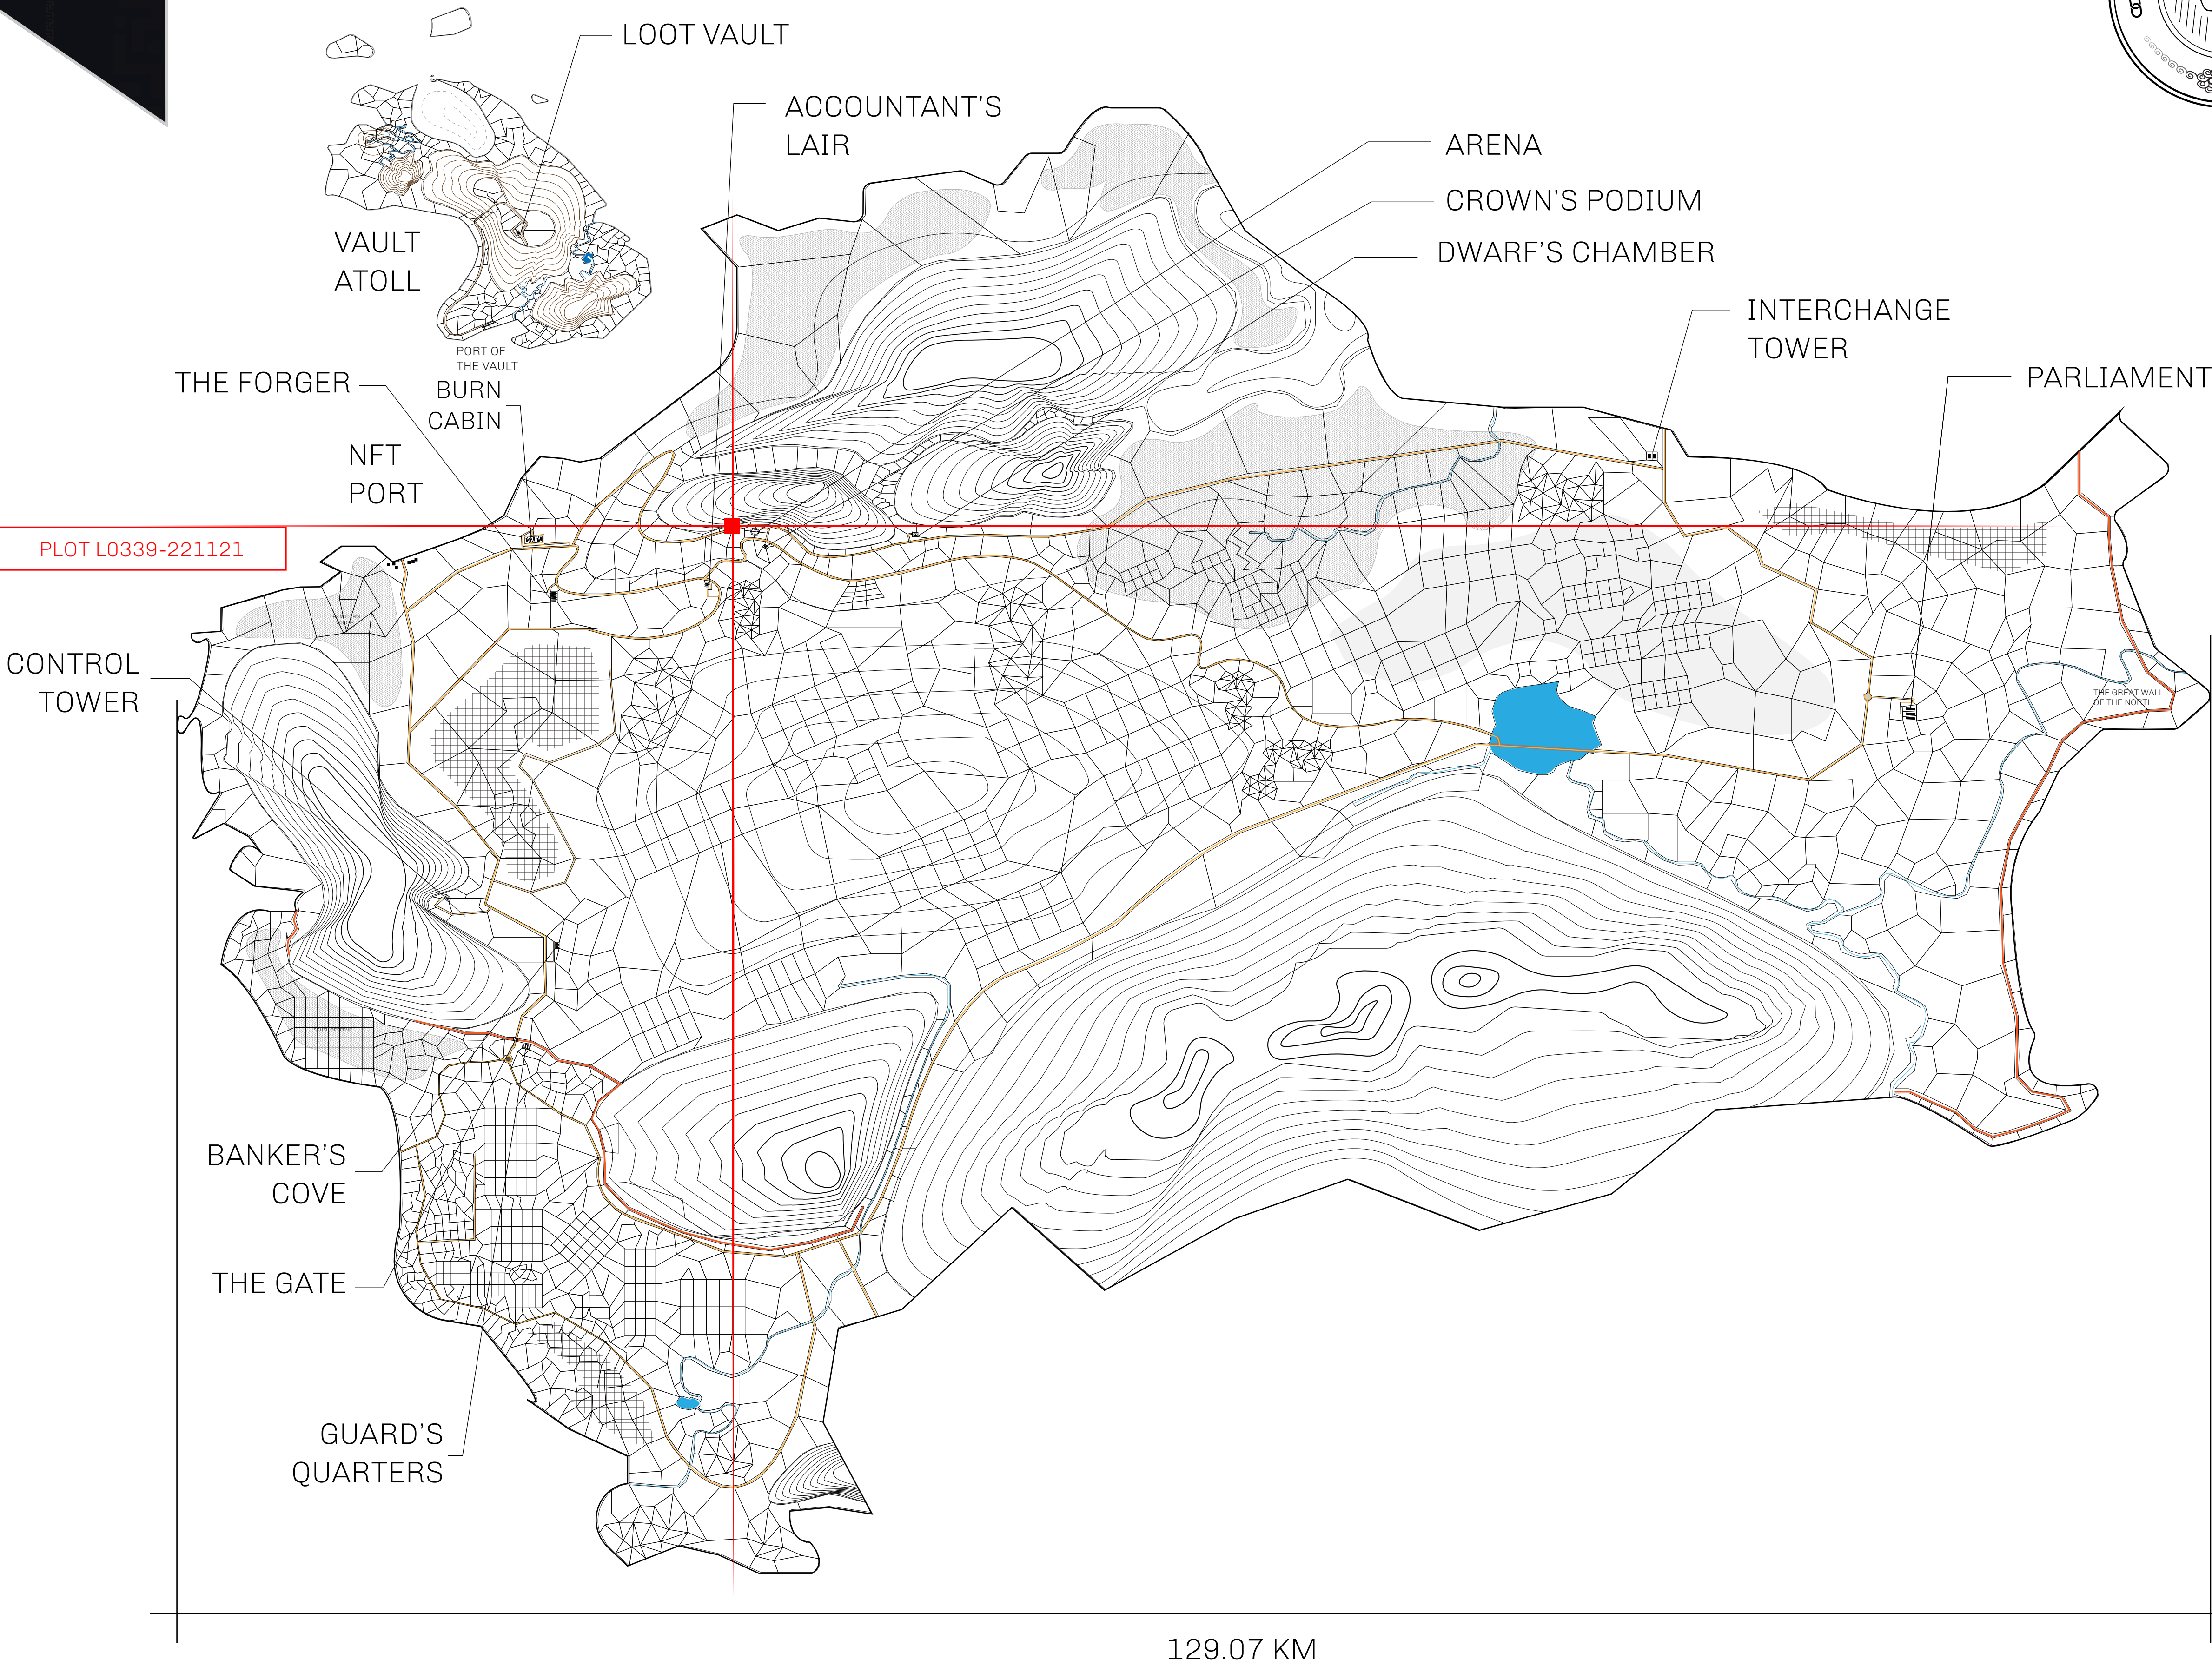 LOOT VAULT
ACCOUNTANT'S
LAIR
ARENA
CROWN'S PODIUM
DWARF'S CHAMBER
VAULT
ATOLL
INTERCHANGE
TOWER
PORT OF
THE VAULT
PARLIAMENT
THE FORGER
BURN
CABIN
NFT
PORT
PLOT L0339-221121
CONTROL
TOWER
THE GREAT WALL
OF THE NORTH
SOUTH RESERVE
BANKER'S
COVE
THE GATE
GUARD'S
QUARTERS
129.07 KM